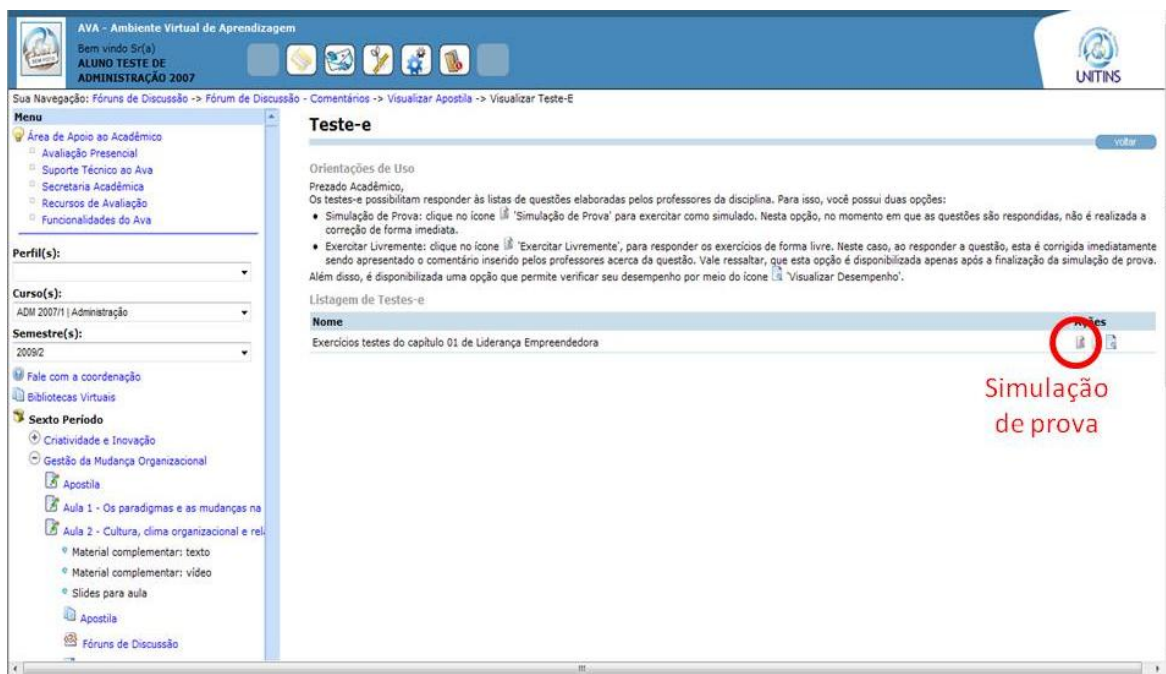 AVA - Ambiente Virtual de Aprendizagem
Bem vindo Sr(a)
ALUNO TESTE DE
ADMINISTRAÇÃO 2007
UNITINS
Sua Navegação: Fóruns de Discussão -> Fórum de Discussão - Comentários -> Visualizar Apostila -> Visualizar Teste-E
Menu
Área de Apoio ao Acadêmico
Avaliação Presencial
Suporte Técnico ao Ava
Secretaria Acadêmica
Recursos de Avaliação
Funcionalidades do Ava
Perfil(s):
Curso(s):
ADM 2007/1 | Administração
Semestre(s):
2009/2
Fale com a coordenação
Bibliotecas Virtuais
Sexto Período
Criatividade e Inovação
Gestão da Mudança Organizacional
Apostila
Aula 1 - Os paradigmas e as mudanças na
Aula 2 - Cultura, clima organizacional e rel
Material complementar: texto
Material complementar: vídeo
Slides para aula
Apostila
Fóruns de Discussão
Teste-e
voltar
Orientações de Uso
Prezado Acadêmico,
Os testes-e possibilitam responder às listas de questões elaboradas pelos professores da disciplina. Para isso, você possui duas opções:
• Simulação de Prova: clique no ícone 'Simulação de Prova' para exercitar como simulado. Nesta opção, no momento em que as questões são respondidas, não é realizada a
correção de forma imediata.
• Exercitar Livremente: clique no ícone 'Exercitar Livremente', para responder os exercícios de forma livre. Neste caso, ao responder a questão, esta é corrigida imediatamente
sendo apresentado o comentário inserido pelos professores acerca da questão. Vale ressaltar, que esta opção é disponibilizada apenas após a finalização da simulação de prova.
Além disso, é disponibilizada uma opção que permite verificar seu desempenho por meio do ícone 'Visualizar Desempenho'.
Listagem de Testes-e
Nome
Ações
Exercícios testes do capítulo 01 de Liderança Empreendedora
Simulação
de prova